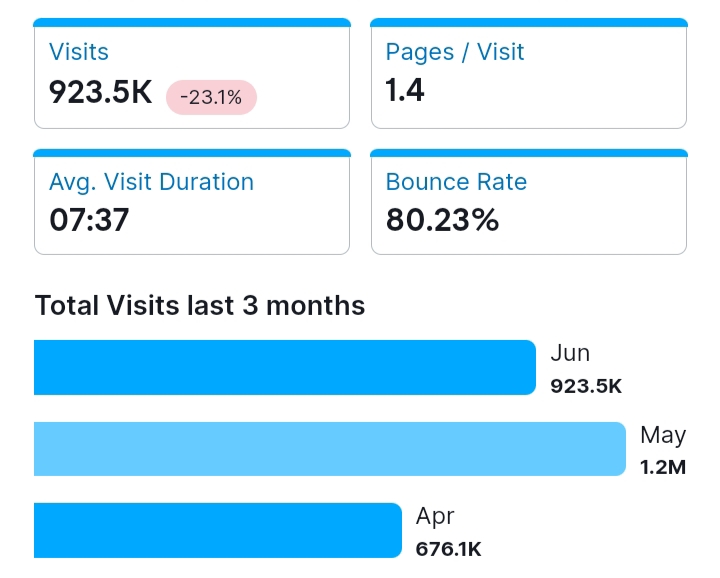 Visits
923.5K -23.1%
Pages / Visit
1.4
Avg. Visit Duration
07:37
Bounce Rate
80.23%
Total Visits last 3 months
Jun
923.5K
May
1.2M
Apr
676.1K